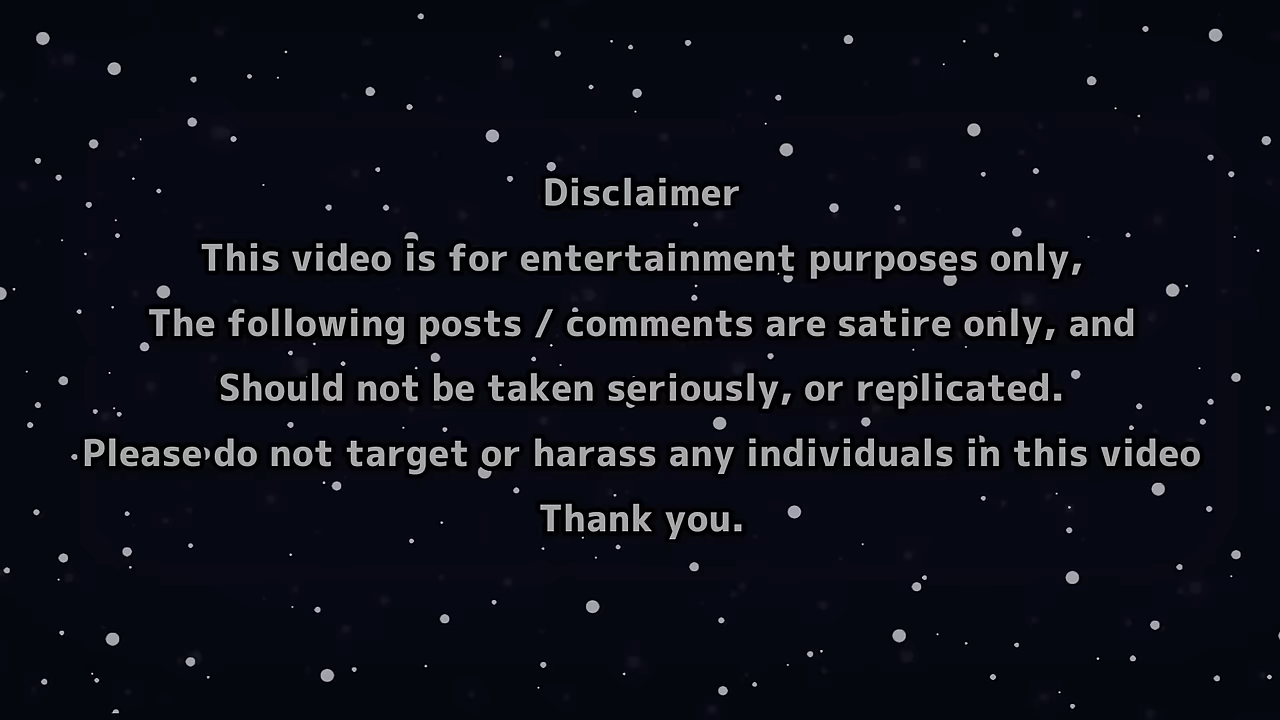 Disclaimer
This video is for entertainment purposes only,
The following posts / comments are satire only, and
Should not be taken seriously, or replicated.
Please do not target or harass any individuals in this video
Thank you.